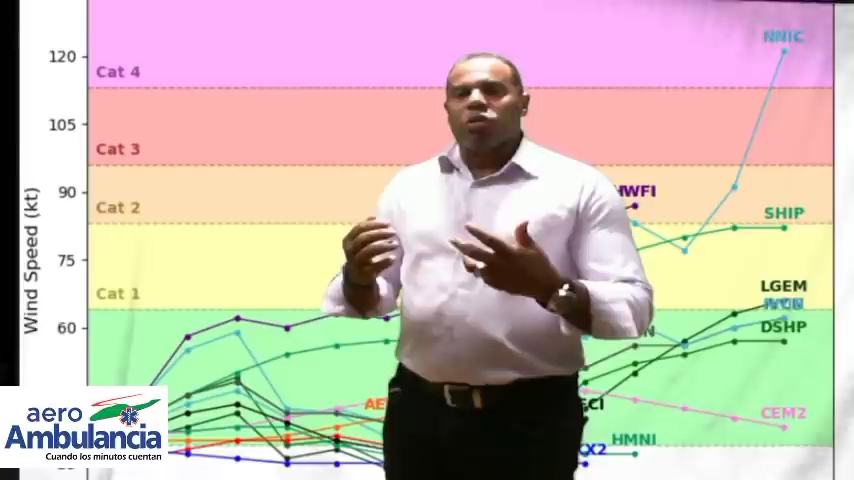 NNIC
120
Cat 4
105
Cat 3
HWFI
90
Cat 2
SHIP
75
Wind Speed (kt)
Cat 1
LGEM
60
DSHP
CEM2
HMNI
aero
Ambulancia
Cuando los minutos cuentan